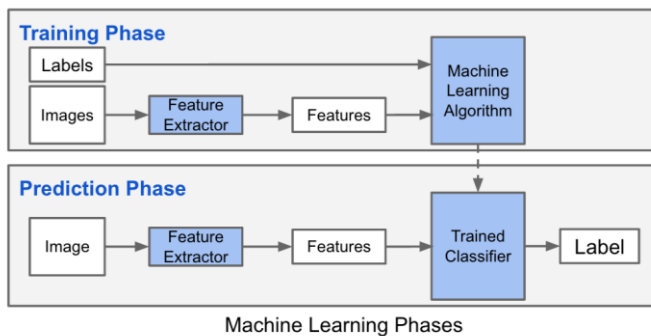 Training Phase
Labels
Images
Feature
Extractor
Features
Machine
Learning
Algorithm
Prediction Phase
Image
Feature
Extractor
Features
Trained
Classifier
Label
Machine Learning Phases